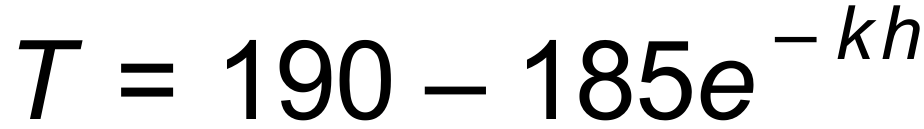 T = 190 – 185e^{– kh}